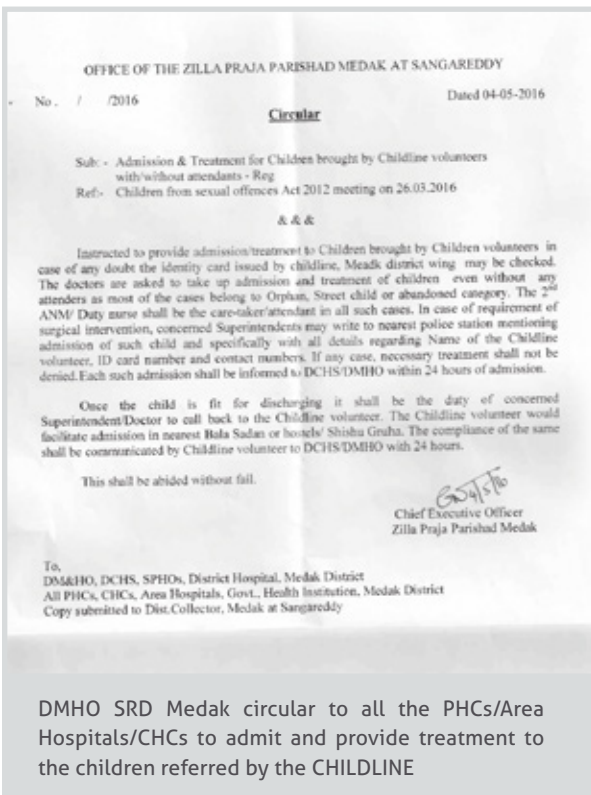 OFFICE OF THE ZILLA PRAJA PARISHAD MEDAK AT SANGAREDDY
No . / /2016 Dated 04-05-2016
Circular
Sub: - Admission & Treatment for Children brought by Childline volunteers
with/without attendants - Reg
Ref:- Children from sexual offences Act 2012 meeting on 26.03.2016
& & &
Instructed to provide admission/treatment to Children brought by Children volunteers in
case of any doubt the identity card issued by childline, Meadk district wing may be checked.
The doctors are asked to take up admission and treatment of children even without any
attenders as most of the cases belong to Orphan, Street child or abandoned category. The 2nd
ANM/ Duty nurse shall be the care-taker/attendant in all such cases. In case of requirement of
surgical intervention, concerned Superintendents may write to nearest police station mentioning
admission of such child and specifically with all details regarding Name of the Childline
volunteer, ID card number and contact numbers. If any case, necessary treatment shall not be
denied.Each such admission shall be informed to DCHS/DMHO within 24 hours of admission.
Once the child is fit for discharging it shall be the duty of concerned
Superintendent/Doctor to call back to the Childline volunteer. The Childline volunteer would
facilitate admission in nearest Bala Sadan or hostels/ Shishu Gruha. The compliance of the same
shall be communicated by Childline volunteer to DCHS/DMHO with 24 hours.
This shall be abided without fail.
4/5/16
Chief Executive Officer
Zilla Praja Parishad Medak
To,
DM&HO, DCHS, SPHOs, District Hospital, Medak District
All PHCs, CHCs, Area Hospitals, Govt., Health Institution, Medak District
Copy submitted to Dist.Collector, Medak at Sangareddy
DMHO SRD Medak circular to all the PHCs/Area
Hospitals/CHCs to admit and provide treatment to
the children referred by the CHILDLINE